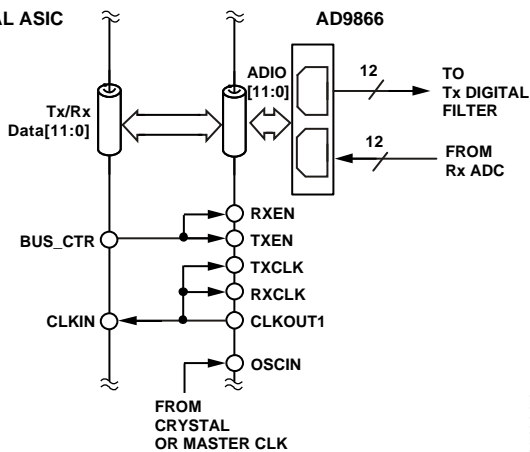 AL ASIC
AD9866
ADIO
[11:0]
12
TO
Tx DIGITAL
FILTER
Tx/Rx
Data[11:0]
12
FROM
Rx ADC
RXEN
BUS_CTR
TXEN
TXCLK
RXCLK
CLKIN
CLKOUT1
OSCIN
FROM
CRYSTAL
OR MASTER CLK